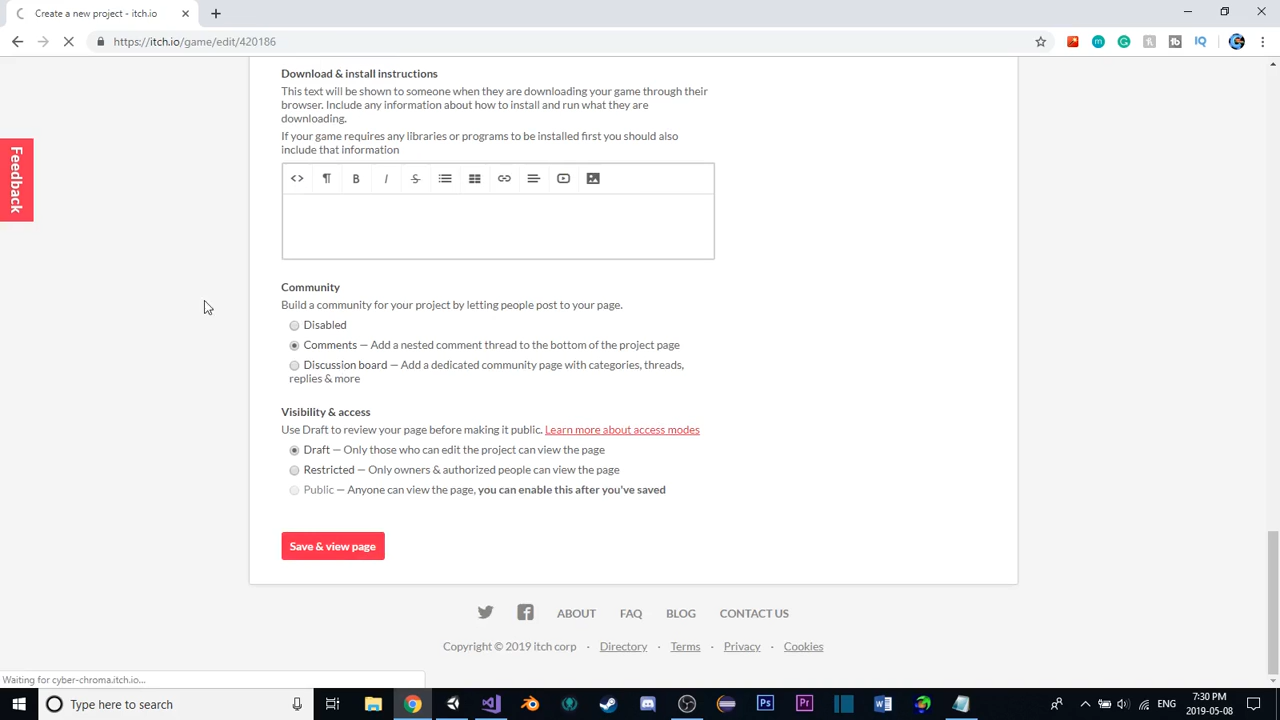 Create a new project - itch.io
https://itch.io/game/edit/420186
Feedback
Download & install instructions
This text will be shown to someone when they are downloading your game through their
browser. Include any information about how to install and run what they are
downloading.
If your game requires any libraries or programs to be installed first you should also
include that information
Community
Build a community for your project by letting people post to your page.
Disabled
Comments — Add a nested comment thread to the bottom of the project page
Discussion board — Add a dedicated community page with categories, threads,
replies & more
Visibility & access
Use Draft to review your page before making it public. Learn more about access modes
Draft — Only those who can edit the project can view the page
Restricted — Only owners & authorized people can view the page
Public — Anyone can view the page, you can enable this after you've saved
Save & view page
ABOUT FAQ BLOG CONTACT US
Copyright © 2019 itch corp · Directory · Terms · Privacy · Cookies
Waiting for cyber-chroma.itch.io...
Type here to search
ENG
7:30 PM
2019-05-08